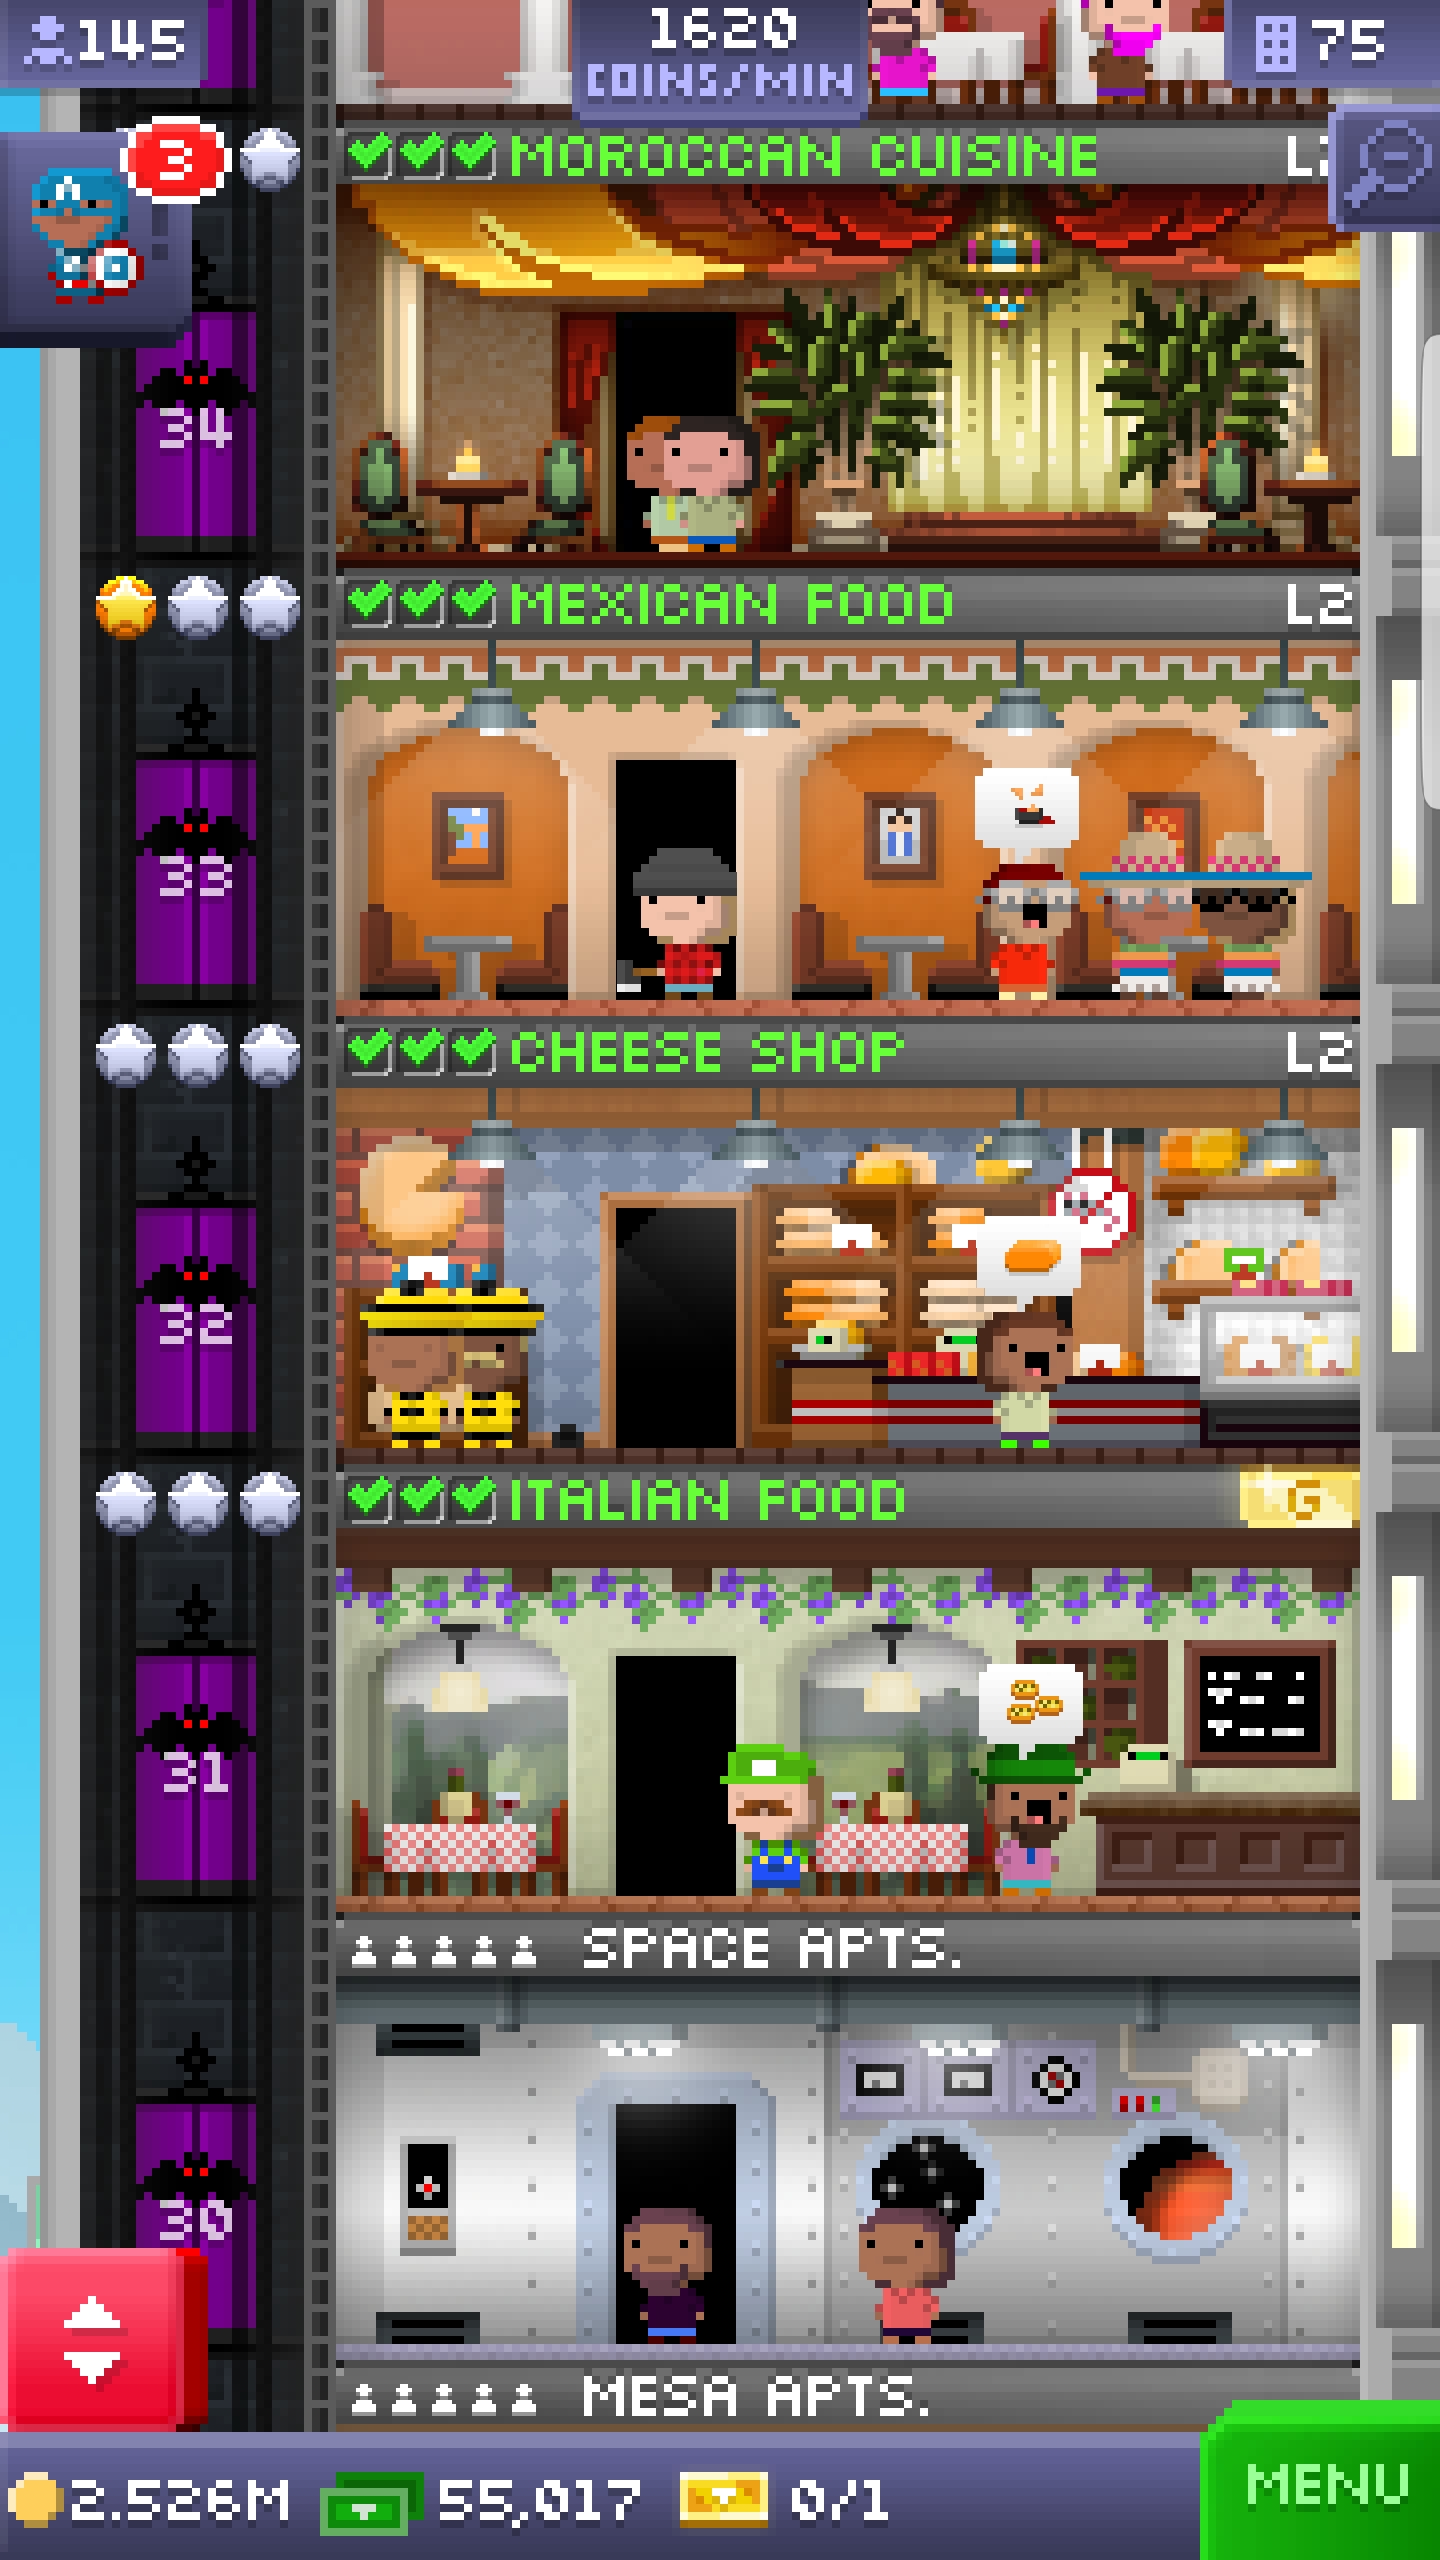 145
1620
COINS/MIN
75
3
MOROCCAN CUISINE
34
MEXICAN FOOD L2
33
CHEESE SHOP L2
32
ITALIAN FOOD G
31
SPACE APTS.
30
MESA APTS.
2.526M 55,017 0/1
MENU